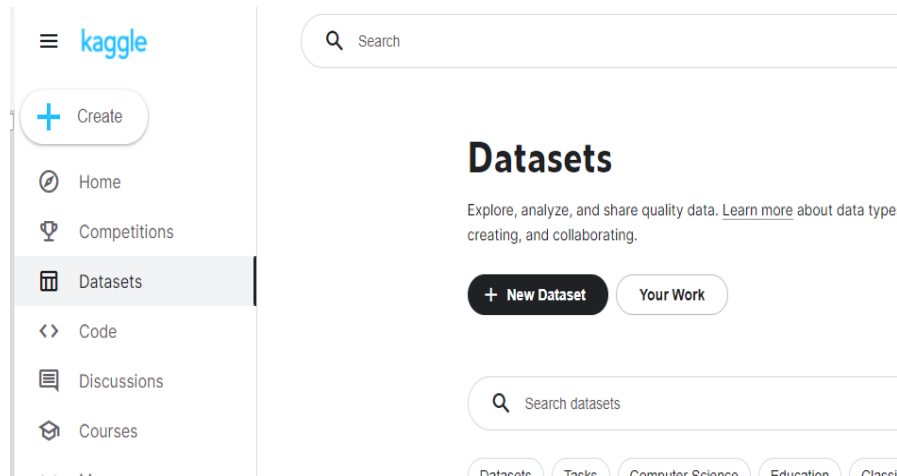 kaggle
Search
Create
Home
Competitions
Datasets
Code
Discussions
Courses
Datasets
Explore, analyze, and share quality data. Learn more about data types
creating, and collaborating.
+ New Dataset
Your Work
Search datasets
Datasets
Tasks
Computer Science
Education